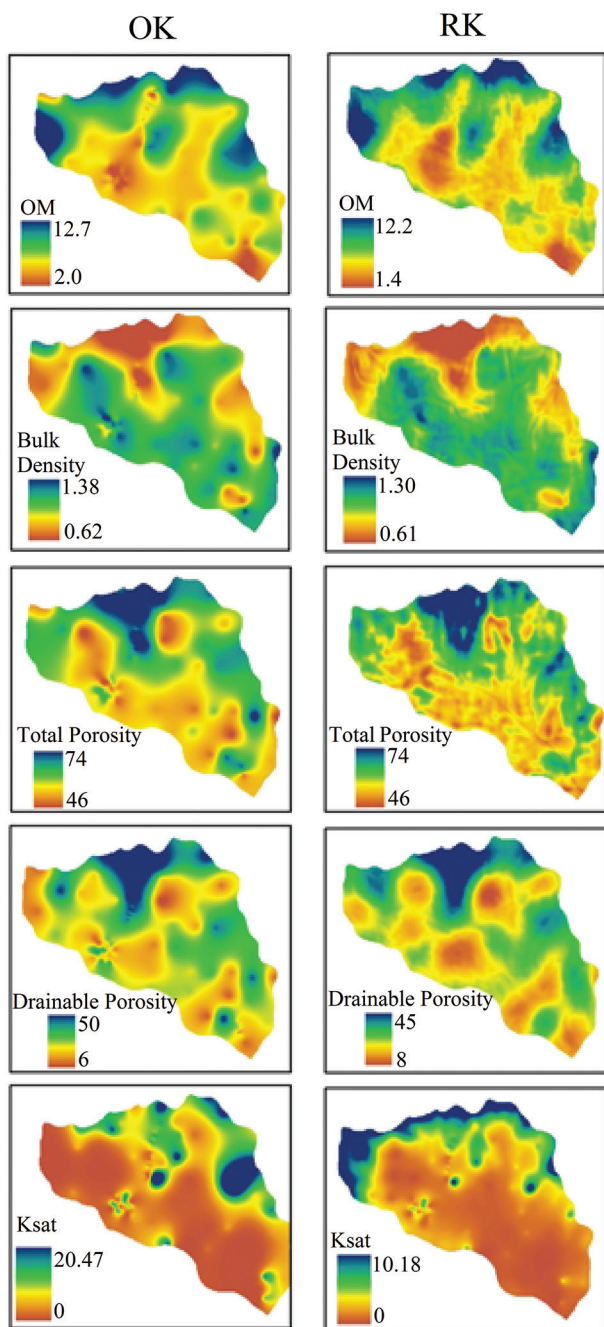 OK
RK
OM
12.7
2.0
OM
12.2
1.4
Bulk
Density
1.38
0.62
Bulk
Density
1.30
0.61
Total Porosity
74
46
Total Porosity
74
46
Drainable Porosity
50
6
Drainable Porosity
45
8
Ksat
20.47
0
Ksat
10.18
0